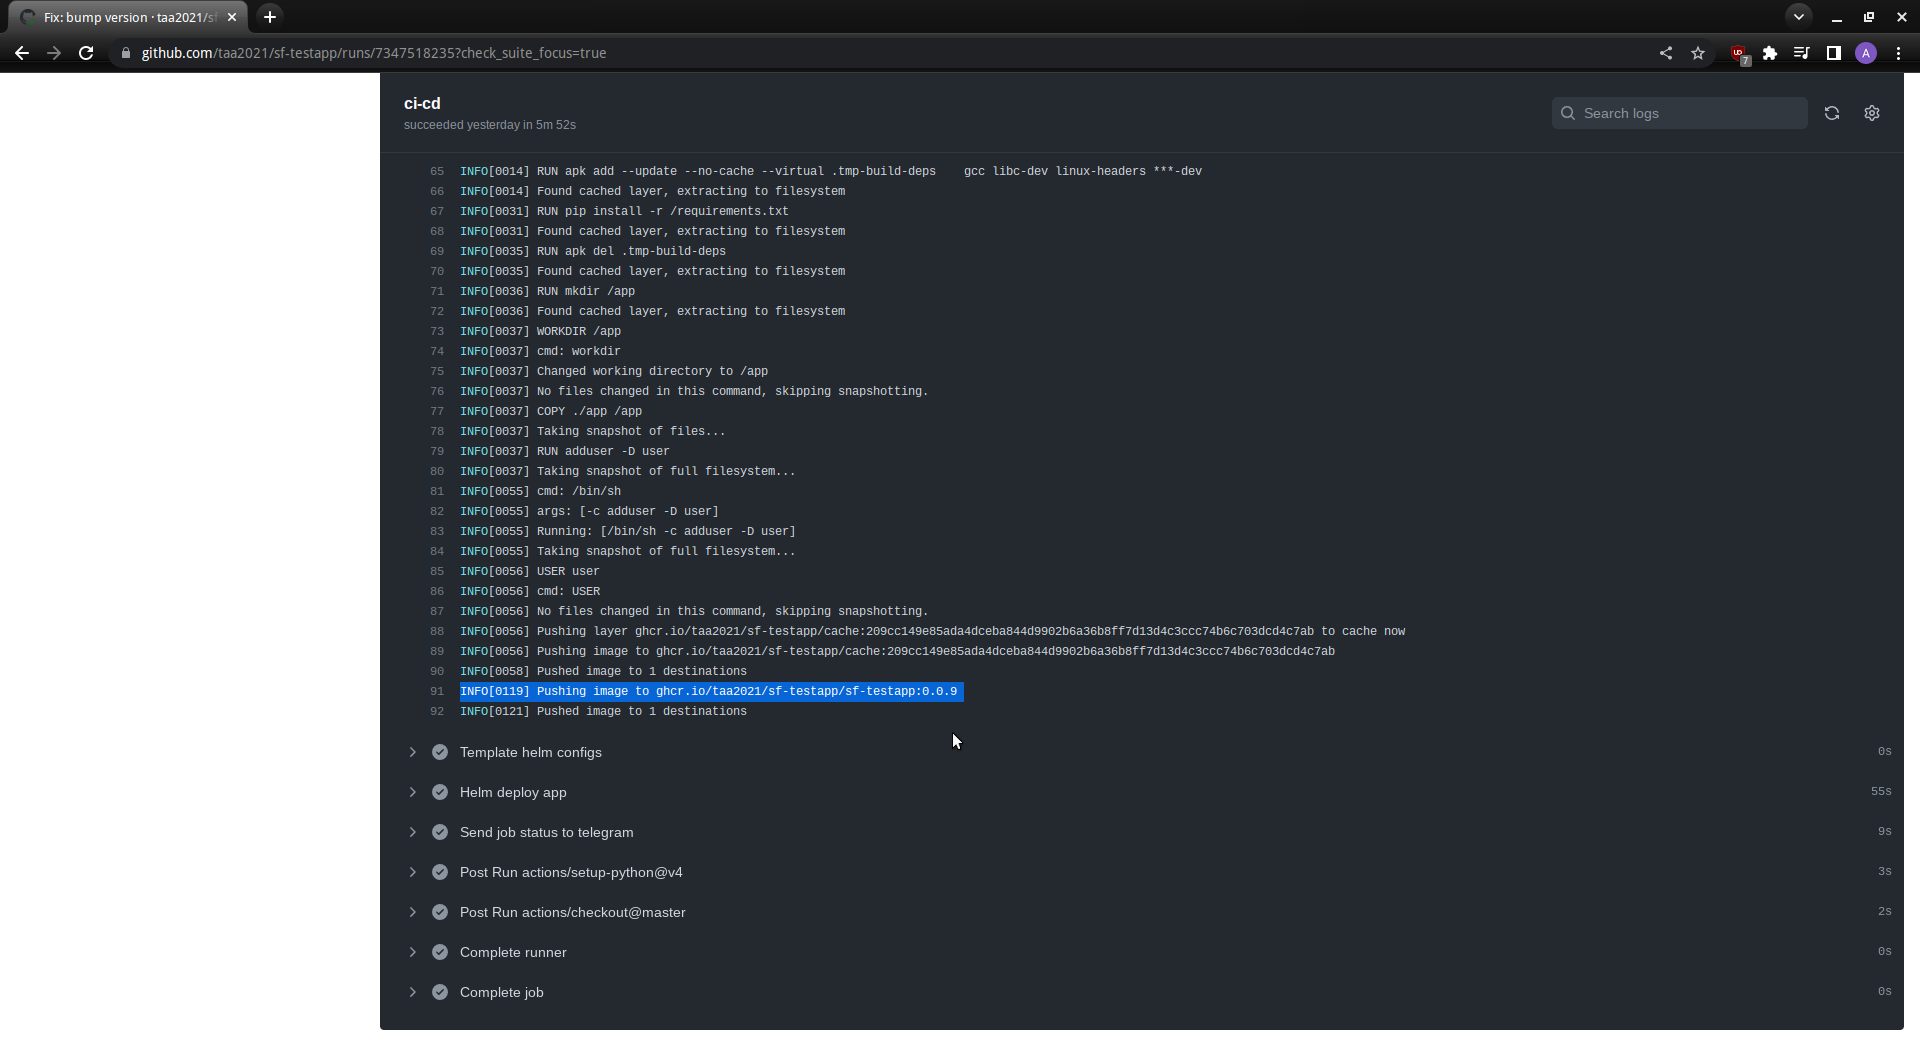 Fix: bump version · taa2021/sf
github.com/taa2021/sf-testapp/runs/7347518235?check_suite_focus=true
7
A
ci-cd
succeeded yesterday in 5m 52s
Search logs
65 INFO[0014] RUN apk add --update --no-cache --virtual .tmp-build-deps    gcc libc-dev linux-headers ***-dev
66 INFO[0014] Found cached layer, extracting to filesystem
67 INFO[0031] RUN pip install -r /requirements.txt
68 INFO[0031] Found cached layer, extracting to filesystem
69 INFO[0035] RUN apk del .tmp-build-deps
70 INFO[0035] Found cached layer, extracting to filesystem
71 INFO[0036] RUN mkdir /app
72 INFO[0036] Found cached layer, extracting to filesystem
73 INFO[0037] WORKDIR /app
74 INFO[0037] cmd: workdir
75 INFO[0037] Changed working directory to /app
76 INFO[0037] No files changed in this command, skipping snapshotting.
77 INFO[0037] COPY ./app /app
78 INFO[0037] Taking snapshot of files...
79 INFO[0037] RUN adduser -D user
80 INFO[0037] Taking snapshot of full filesystem...
81 INFO[0055] cmd: /bin/sh
82 INFO[0055] args: [-c adduser -D user]
83 INFO[0055] Running: [/bin/sh -c adduser -D user]
84 INFO[0055] Taking snapshot of full filesystem...
85 INFO[0056] USER user
86 INFO[0056] cmd: USER
87 INFO[0056] No files changed in this command, skipping snapshotting.
88 INFO[0056] Pushing layer ghcr.io/taa2021/sf-testapp/cache:209cc149e85ada4dceba844d9902b6a36b8ff7d13d4c3ccc74b6c703dcd4c7ab to cache now
89 INFO[0056] Pushing image to ghcr.io/taa2021/sf-testapp/cache:209cc149e85ada4dceba844d9902b6a36b8ff7d13d4c3ccc74b6c703dcd4c7ab
90 INFO[0058] Pushed image to 1 destinations
91 INFO[0119] Pushing image to ghcr.io/taa2021/sf-testapp/sf-testapp:0.0.9
92 INFO[0121] Pushed image to 1 destinations
Template helm configs 0s
Helm deploy app 55s
Send job status to telegram 9s
Post Run actions/setup-python@v4 3s
Post Run actions/checkout@master 2s
Complete runner 0s
Complete job 0s